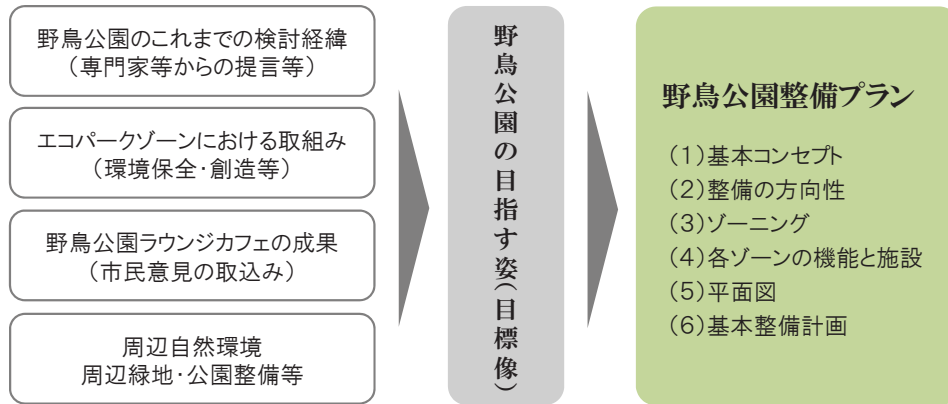 野鳥公園のこれまでの検討経緯
（専門家等からの提言等）
エコパークゾーンにおける取組み
（環境保全・創造等）
野鳥公園ラウンジカフェの成果
（市民意見の取込み）
周辺自然環境
周辺緑地・公園整備等
野鳥公園の目指す姿（目標像）
野鳥公園整備プラン
（1）基本コンセプト
（2）整備の方向性
（3）ゾーニング
（4）各ゾーンの機能と施設
（5）平面図
（6）基本整備計画